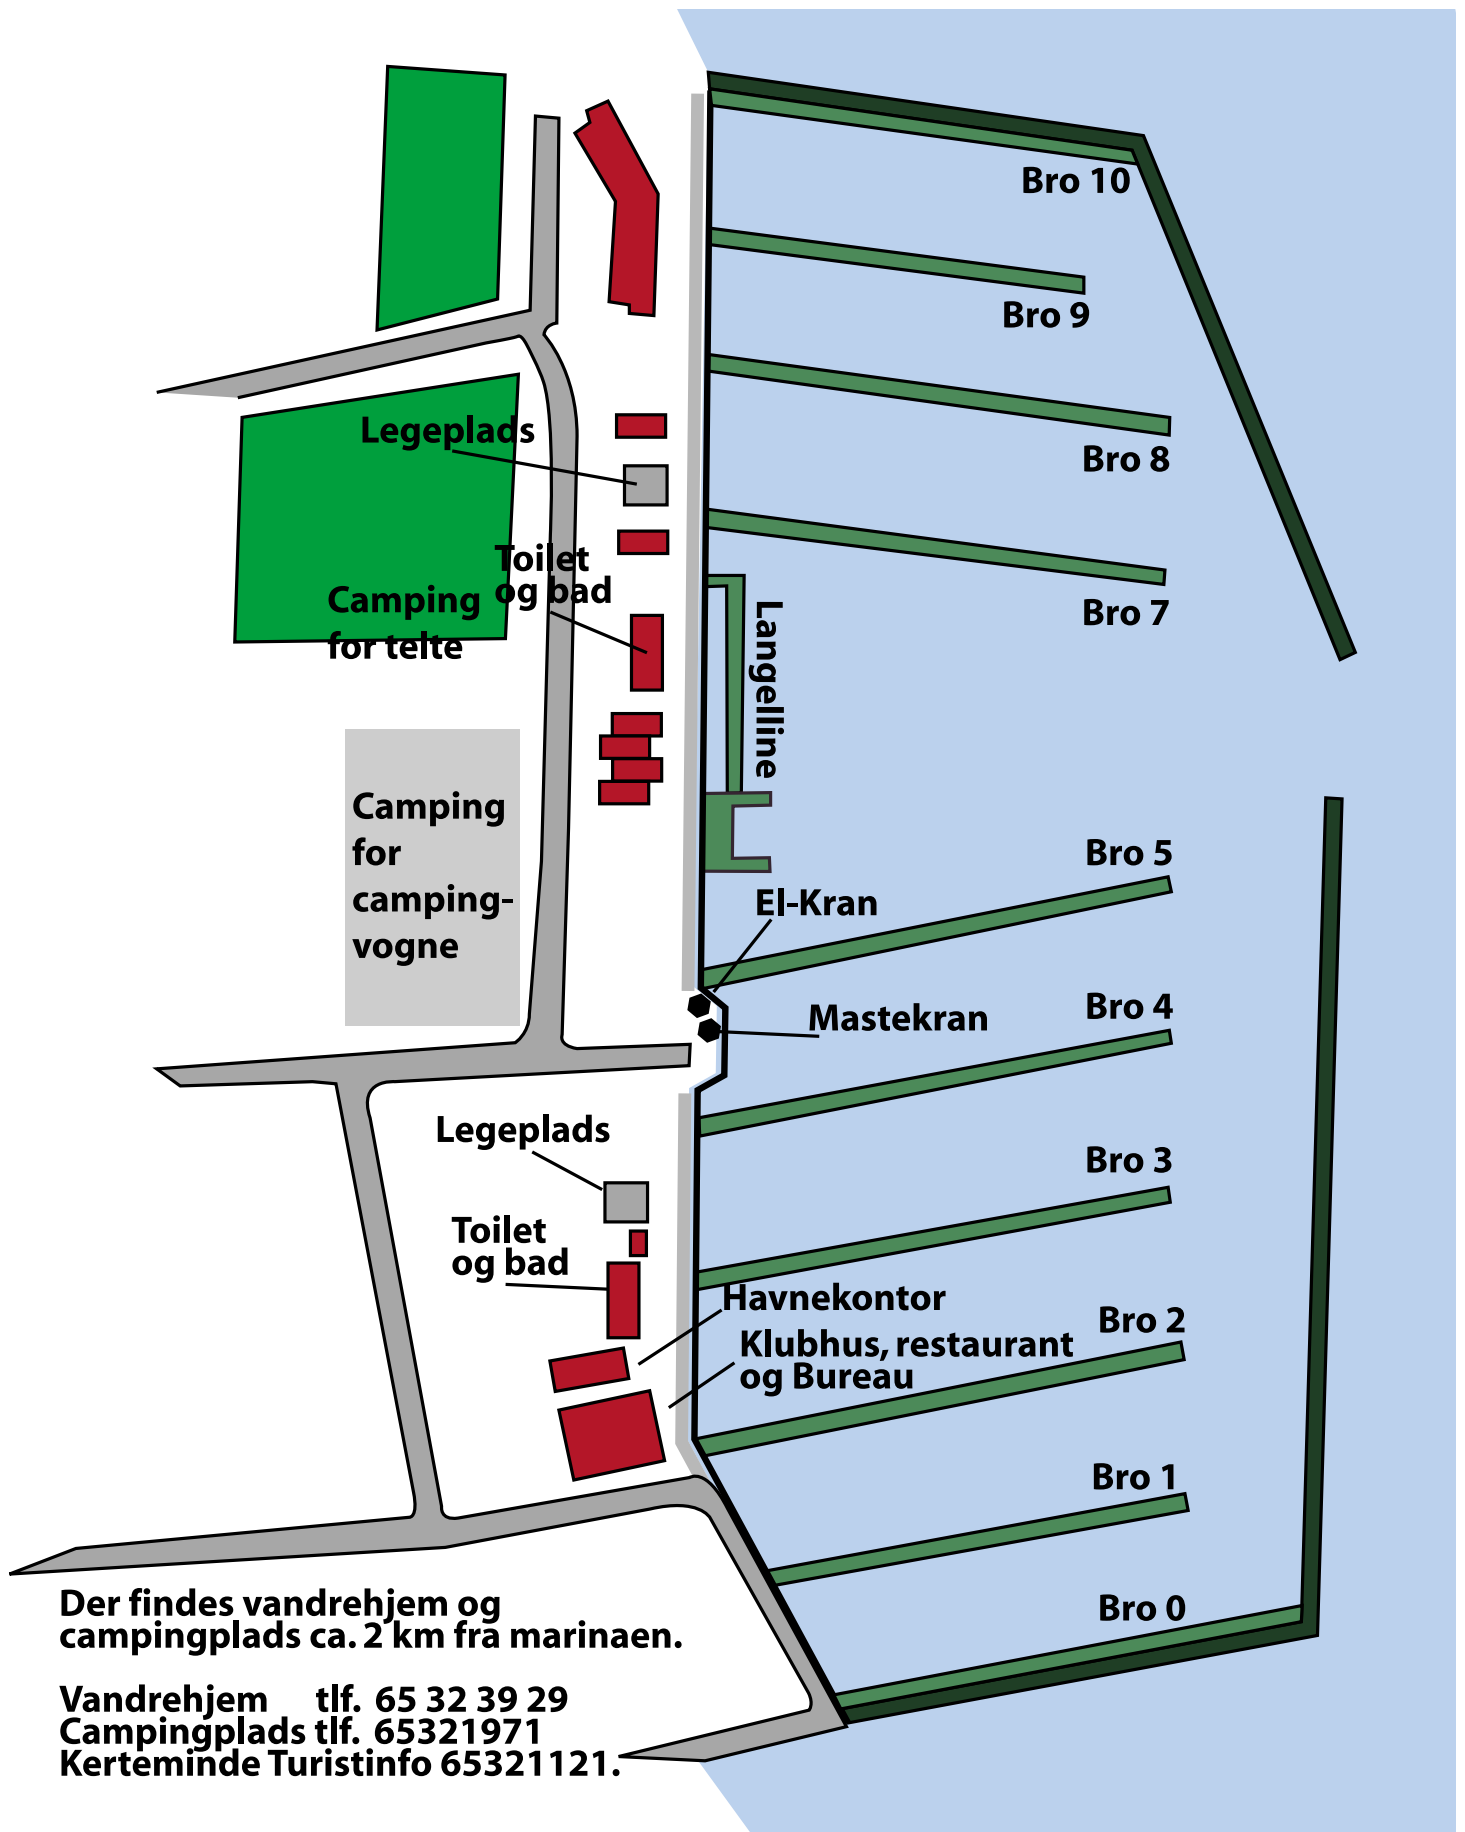 Bro 10
Bro 9
Legeplads
Bro 8
Toilet
og bad
Camping
for telte
Bro 7
Langelline
Camping
for
camping-
vogne
Bro 5
El-Kran
Mastekran
Bro 4
Legeplads
Bro 3
Toilet
og bad
Havnekontor
Bro 2
Klubhus, restaurant
og Bureau
Bro 1
Bro 0
Der findes vandrehjem og
campingplads ca. 2 km fra marinaen.
Vandrehjem tlf. 65 32 39 29
Campingplads tlf. 65321971
Kerteminde Turistinfo 65321121.